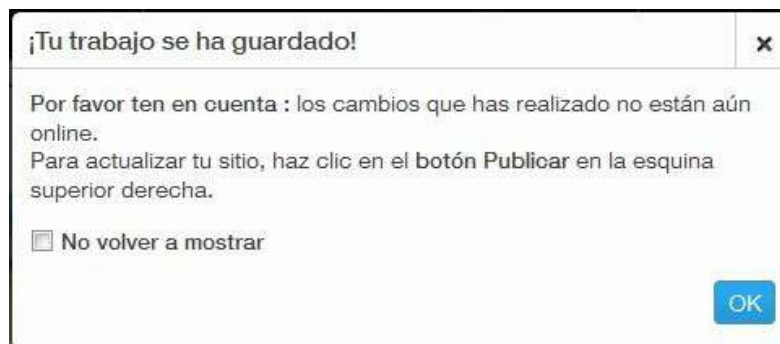 ¡Tu trabajo se ha guardado!
Por favor ten en cuenta : los cambios que has realizado no están aún
online.
Para actualizar tu sitio, haz clic en el botón Publicar en la esquina
superior derecha.
No volver a mostrar
OK